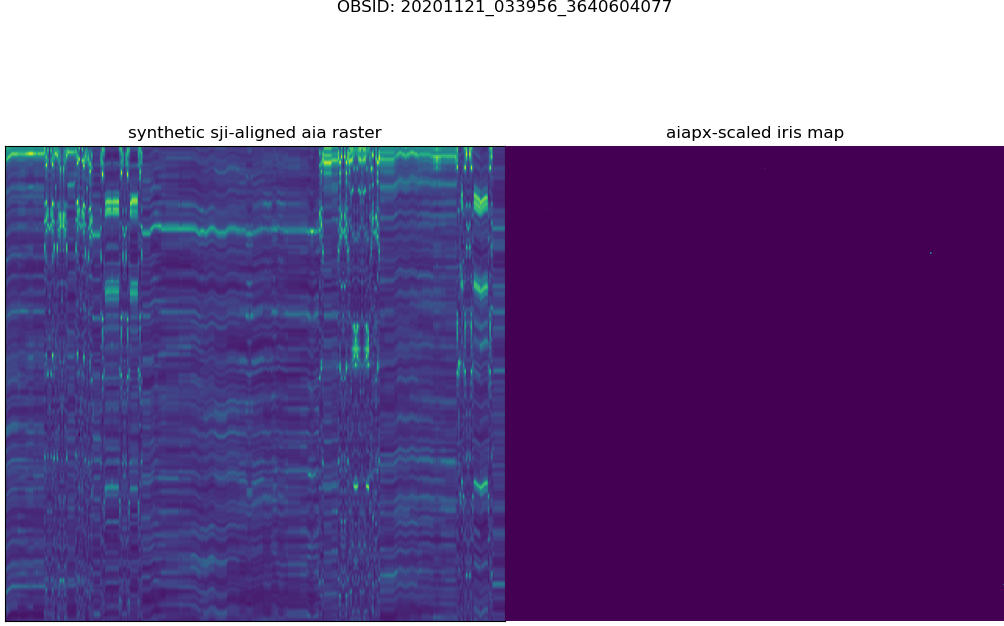 OBSID: 20201121_033956_3640604077
synthetic sji-aligned aia raster
aiapx-scaled iris map